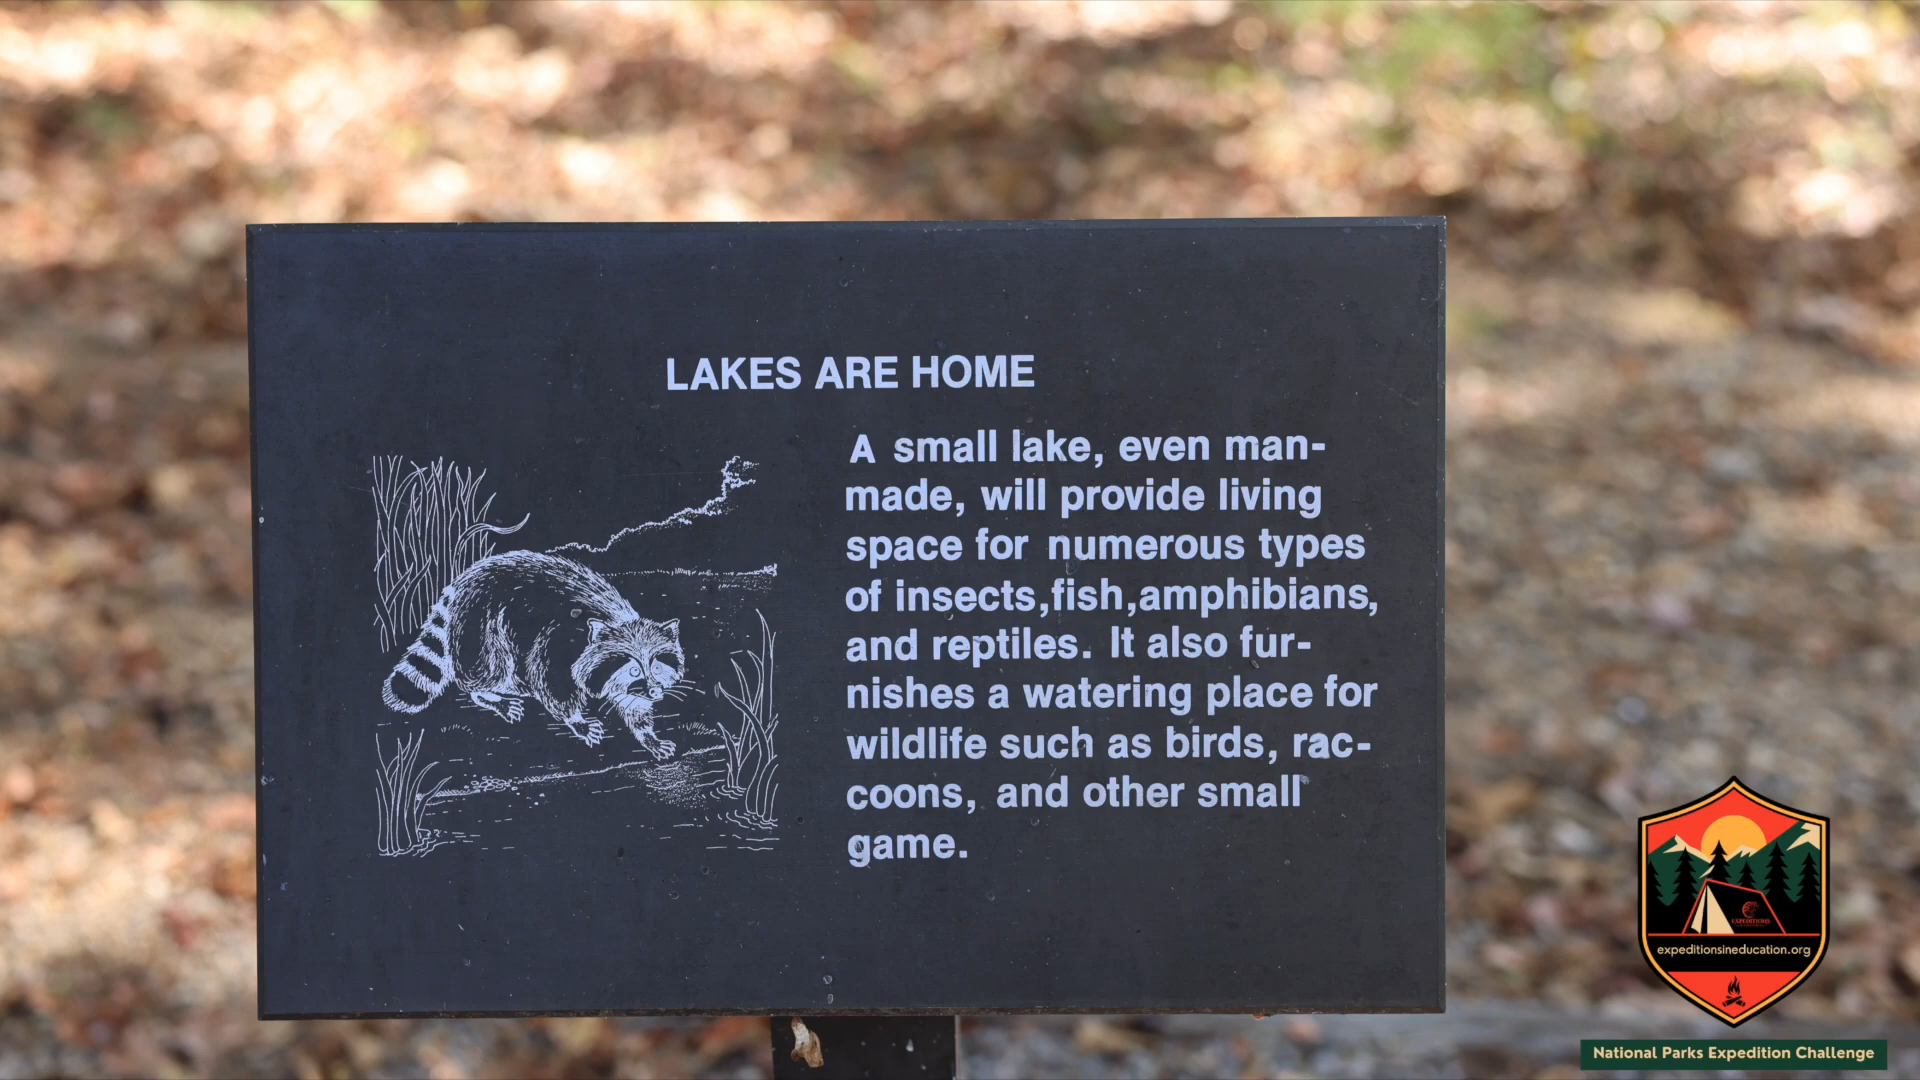 LAKES ARE HOME
A small lake, even man-
made, will provide living
space for numerous types
of insects,fish,amphibians,
and reptiles. It also fur-
nishes a watering place for
wildlife such as birds, rac-
coons, and other small
game.
EXPEDITIONS
expeditionsineducation.org
National Parks Expedition Challenge